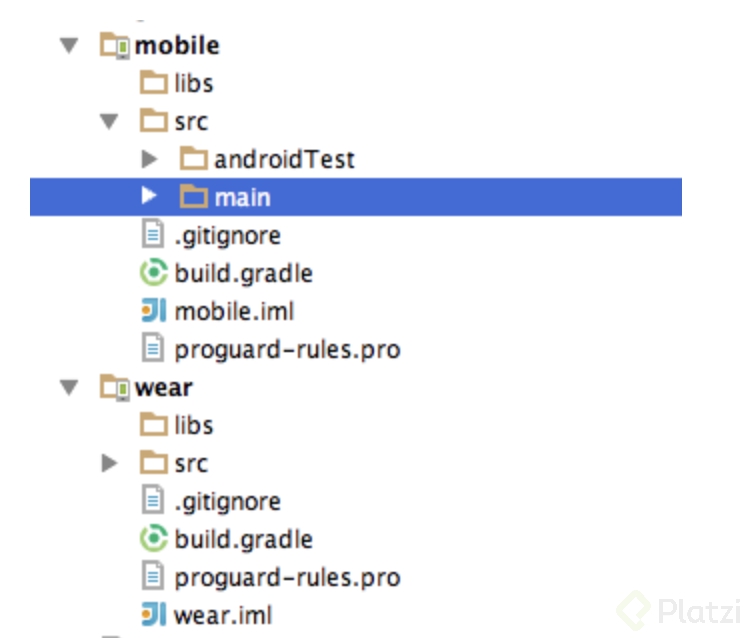 mobile
libs
src
androidTest
main
.gitignore
build.gradle
mobile.iml
proguard-rules.pro
wear
libs
src
.gitignore
build.gradle
proguard-rules.pro
wear.iml
Platzi